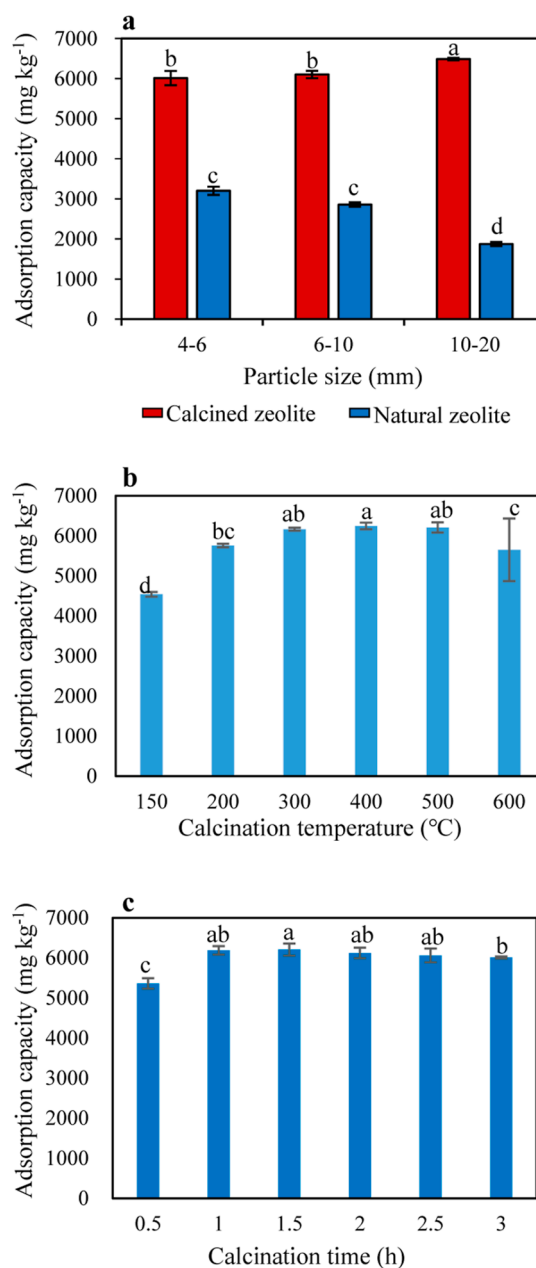 a
Adsorption capacity (mg kg⁻¹)
7000
6000
5000
4000
3000
2000
1000
0
b
c
b
c
a
d
4-6
6-10
10-20
Particle size (mm)
Calcined zeolite
Natural zeolite
b
Adsorption capacity (mg kg⁻¹)
7000
6000
5000
4000
3000
2000
1000
0
d
bc
ab
a
ab
c
150
200
300
400
500
600
Calcination temperature (℃)
c
Adsorption capacity (mg kg⁻¹)
7000
6000
5000
4000
3000
2000
1000
0
c
ab
a
ab
ab
b
0.5
1
1.5
2
2.5
3
Calcination time (h)